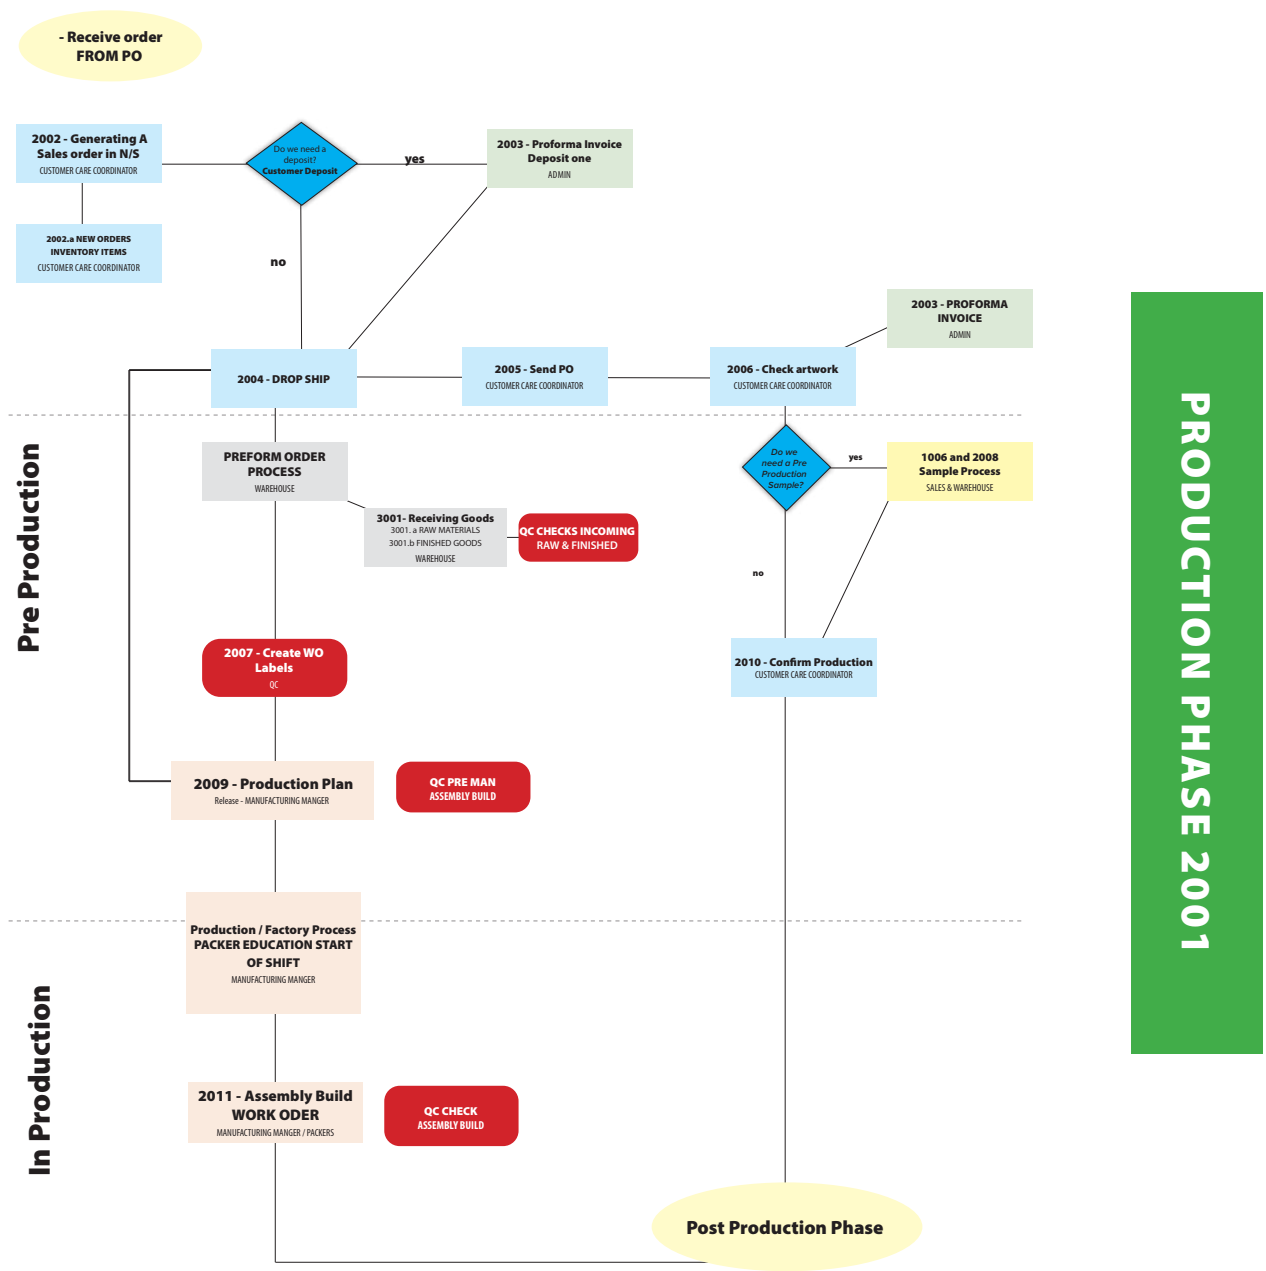 - Receive order
FROM PO
2002 - Generating A
Sales order in N/S
CUSTOMER CARE COORDINATOR
Do we need a
deposit?
Customer Deposit
yes
2003 - Proforma Invoice
Deposit one
ADMIN
2002.a NEW ORDERS
INVENTORY ITEMS
CUSTOMER CARE COORDINATOR
no
2003 - PROFORMA
INVOICE
ADMIN
2004 - DROP SHIP
2005 - Send PO
CUSTOMER CARE COORDINATOR
2006 - Check artwork
CUSTOMER CARE COORDINATOR
Pre Production
PREFORM ORDER
PROCESS
WAREHOUSE
3001- Receiving Goods
3001. a RAW MATERIALS
3001.b FINISHED GOODS
WAREHOUSE
QC CHECKS INCOMING
RAW & FINISHED
Do we
need a Pre
Production
Sample?
yes
1006 and 2008
Sample Process
SALES & WAREHOUSE
no
2007 - Create WO
Labels
QC
2010 - Confirm Production
CUSTOMER CARE COORDINATOR
2009 - Production Plan
Release - MANUFACTURING MANGER
QC PRE MAN
ASSEMBLY BUILD
In Production
Production / Factory Process
PACKER EDUCATION START
OF SHIFT
MANUFACTURING MANGER
2011 - Assembly Build
WORK ODER
MANUFACTURING MANGER / PACKERS
QC CHECK
ASSEMBLY BUILD
Post Production Phase
PRODUCTION PHASE 2001